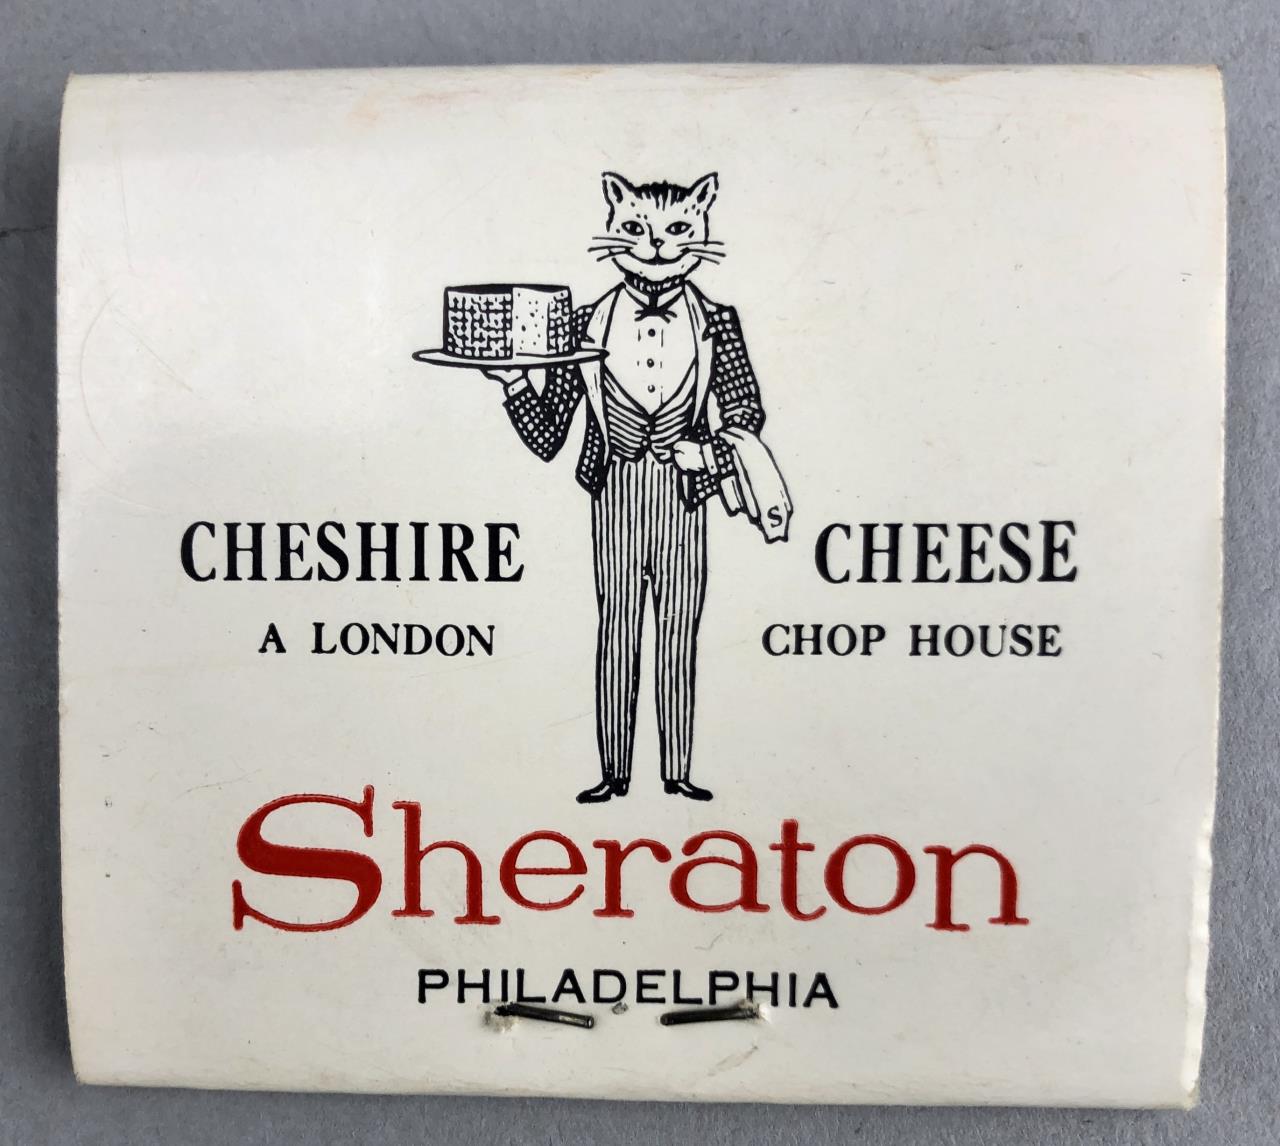 CHESHIRE CHEESE
A LONDON CHOP HOUSE
S
Sheraton
PHILADELPHIA